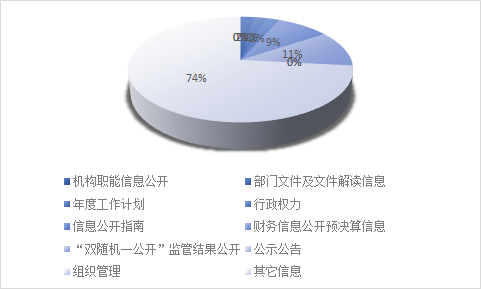 9%
11%
0%
74%
机构职能信息公开
部门文件及文件解读信息
年度工作计划
行政权力
信息公开指南
财务信息公开预决算信息
“双随机一公开”监管结果公开
公示公告
组织管理
其它信息